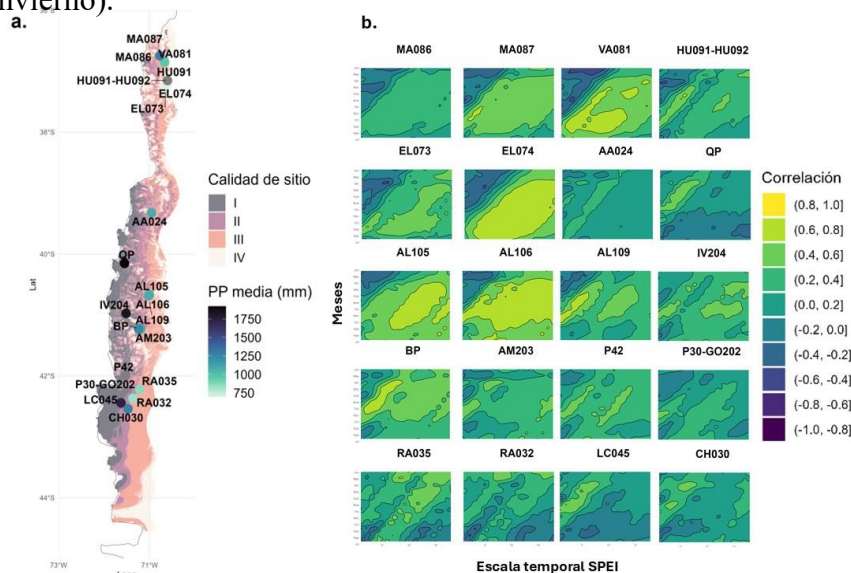 nvierno).
a.
36°S
MA087
MA086
VA081
HU091
HU091-HU092
EL074
EL073
38°S
AA024
40°S
QP
AL105
IV204
AL106
BP
AL109
AM203
42°S
P42
P30-GO202
RA035
LC045
RA032
CH030
44°S
73°W
71°W
Lat
Calidad de sitio
I
II
III
IV
PP media (mm)
1750
1500
1250
1000
750
b.
MA086 MA087 VA081 HU091-HU092
EL073 EL074 AA024 QP
AL105 AL106 AL109 IV204
BP AM203 P42 P30-GO202
RA035 RA032 LC045 CH030
Meses
Escala temporal SPEI
Correlación
(0.8, 1.0]
(0.6, 0.8]
(0.4, 0.6]
(0.2, 0.4]
(0.0, 0.2]
(-0.2, 0.0]
(-0.4, -0.2]
(-0.6, -0.4]
(-0.8, -0.6]
(-1.0, -0.8]